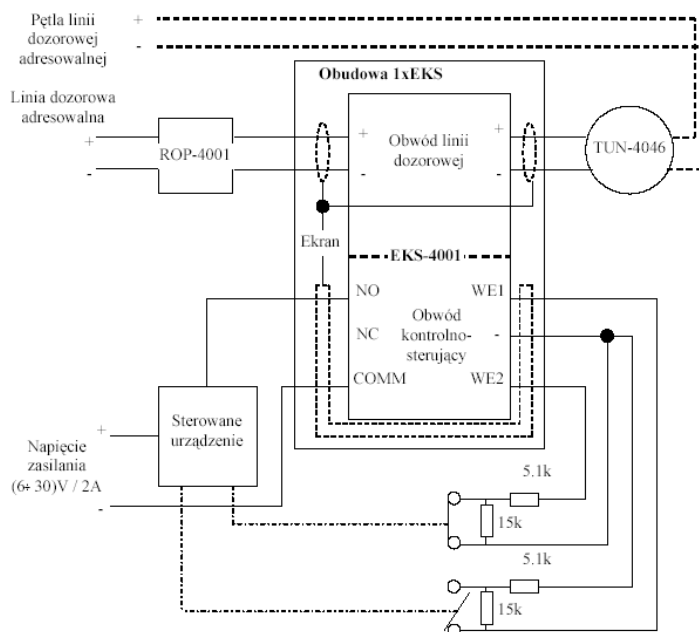 Pętla linii
dozorowej
adresowalnej
+
-
Obudowa 1xEKS
Linia dozorowa
adresowalna
+
-
ROP-4001
+
-
Obwód linii
dozorowej
+
-
TUN-4046
Ekran
EKS-4001
NO
NC
COMM
Obwód
kontrolno-
sterujący
WE1
-
WE2
Sterowane
urządzenie
+
Napięcie
zasilania
(6÷30)V / 2A
-
5.1k
15k
5.1k
15k